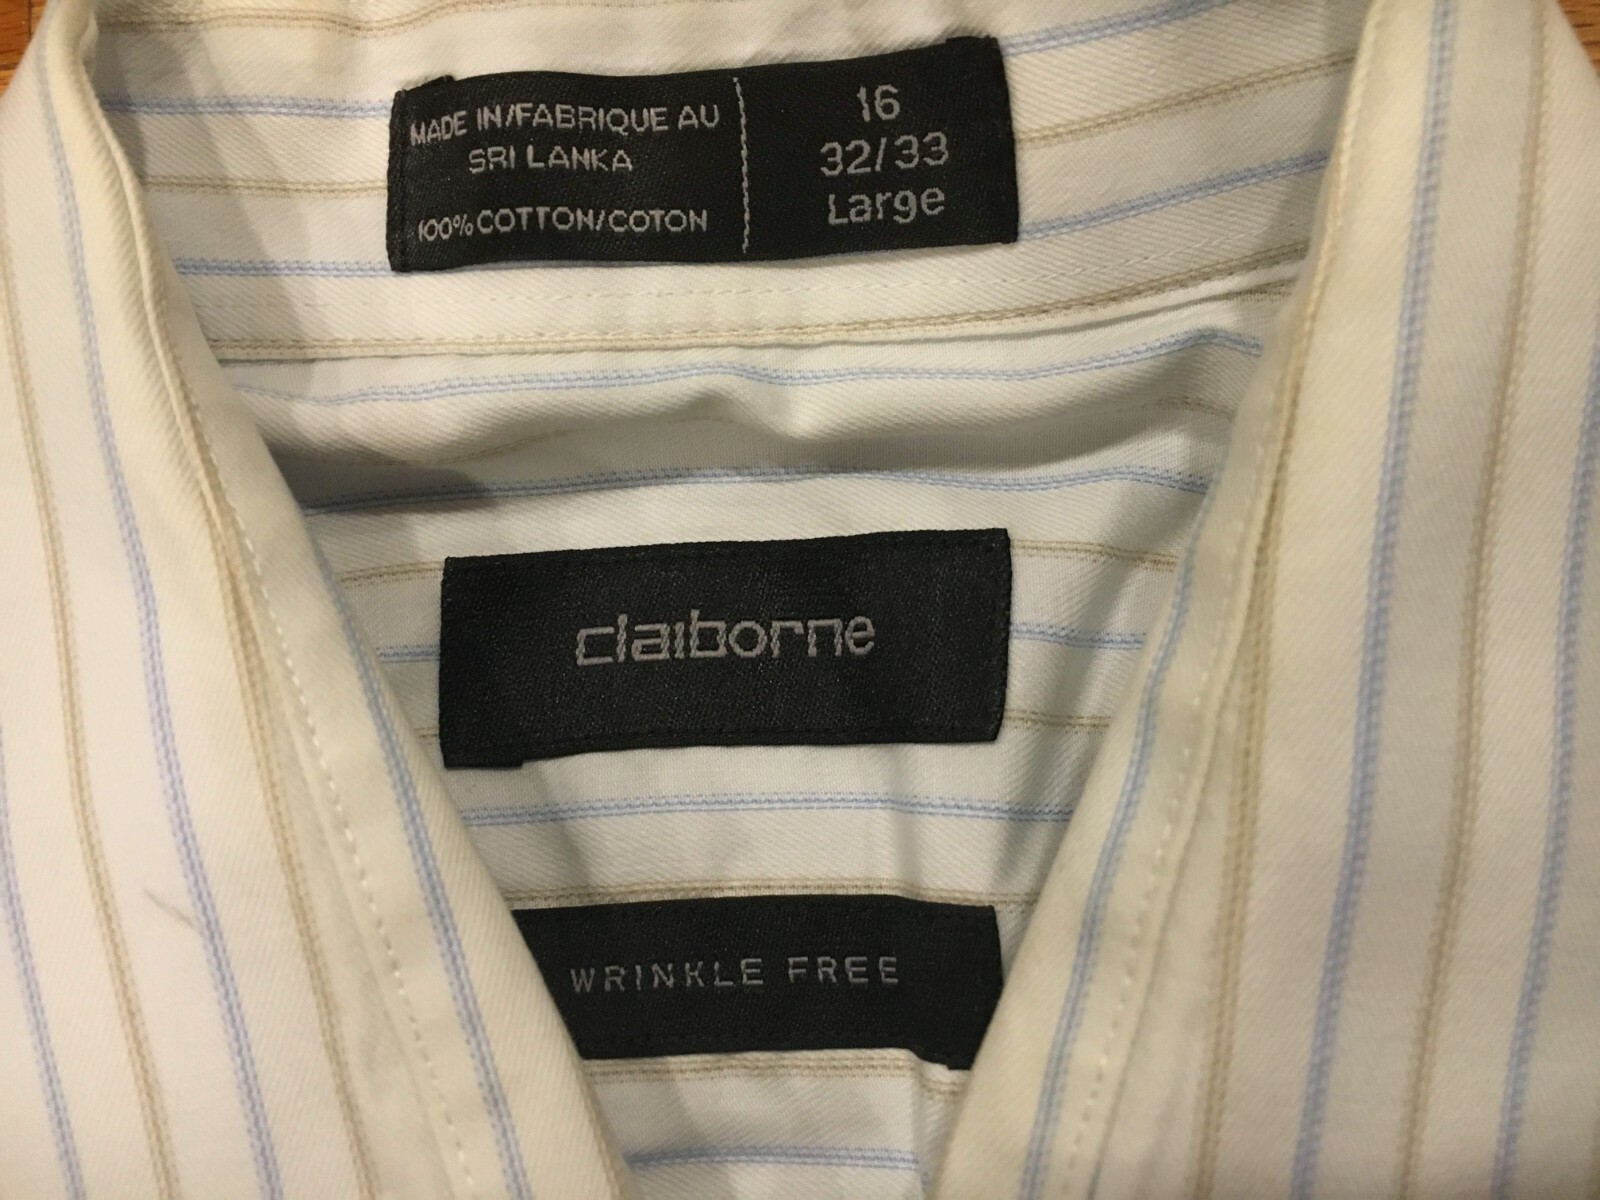 MADE IN/FABRIQUE AU
SRI LANKA
100% COTTON/COTON
16
32/33
Large
claiborne
WRINKLE FREE